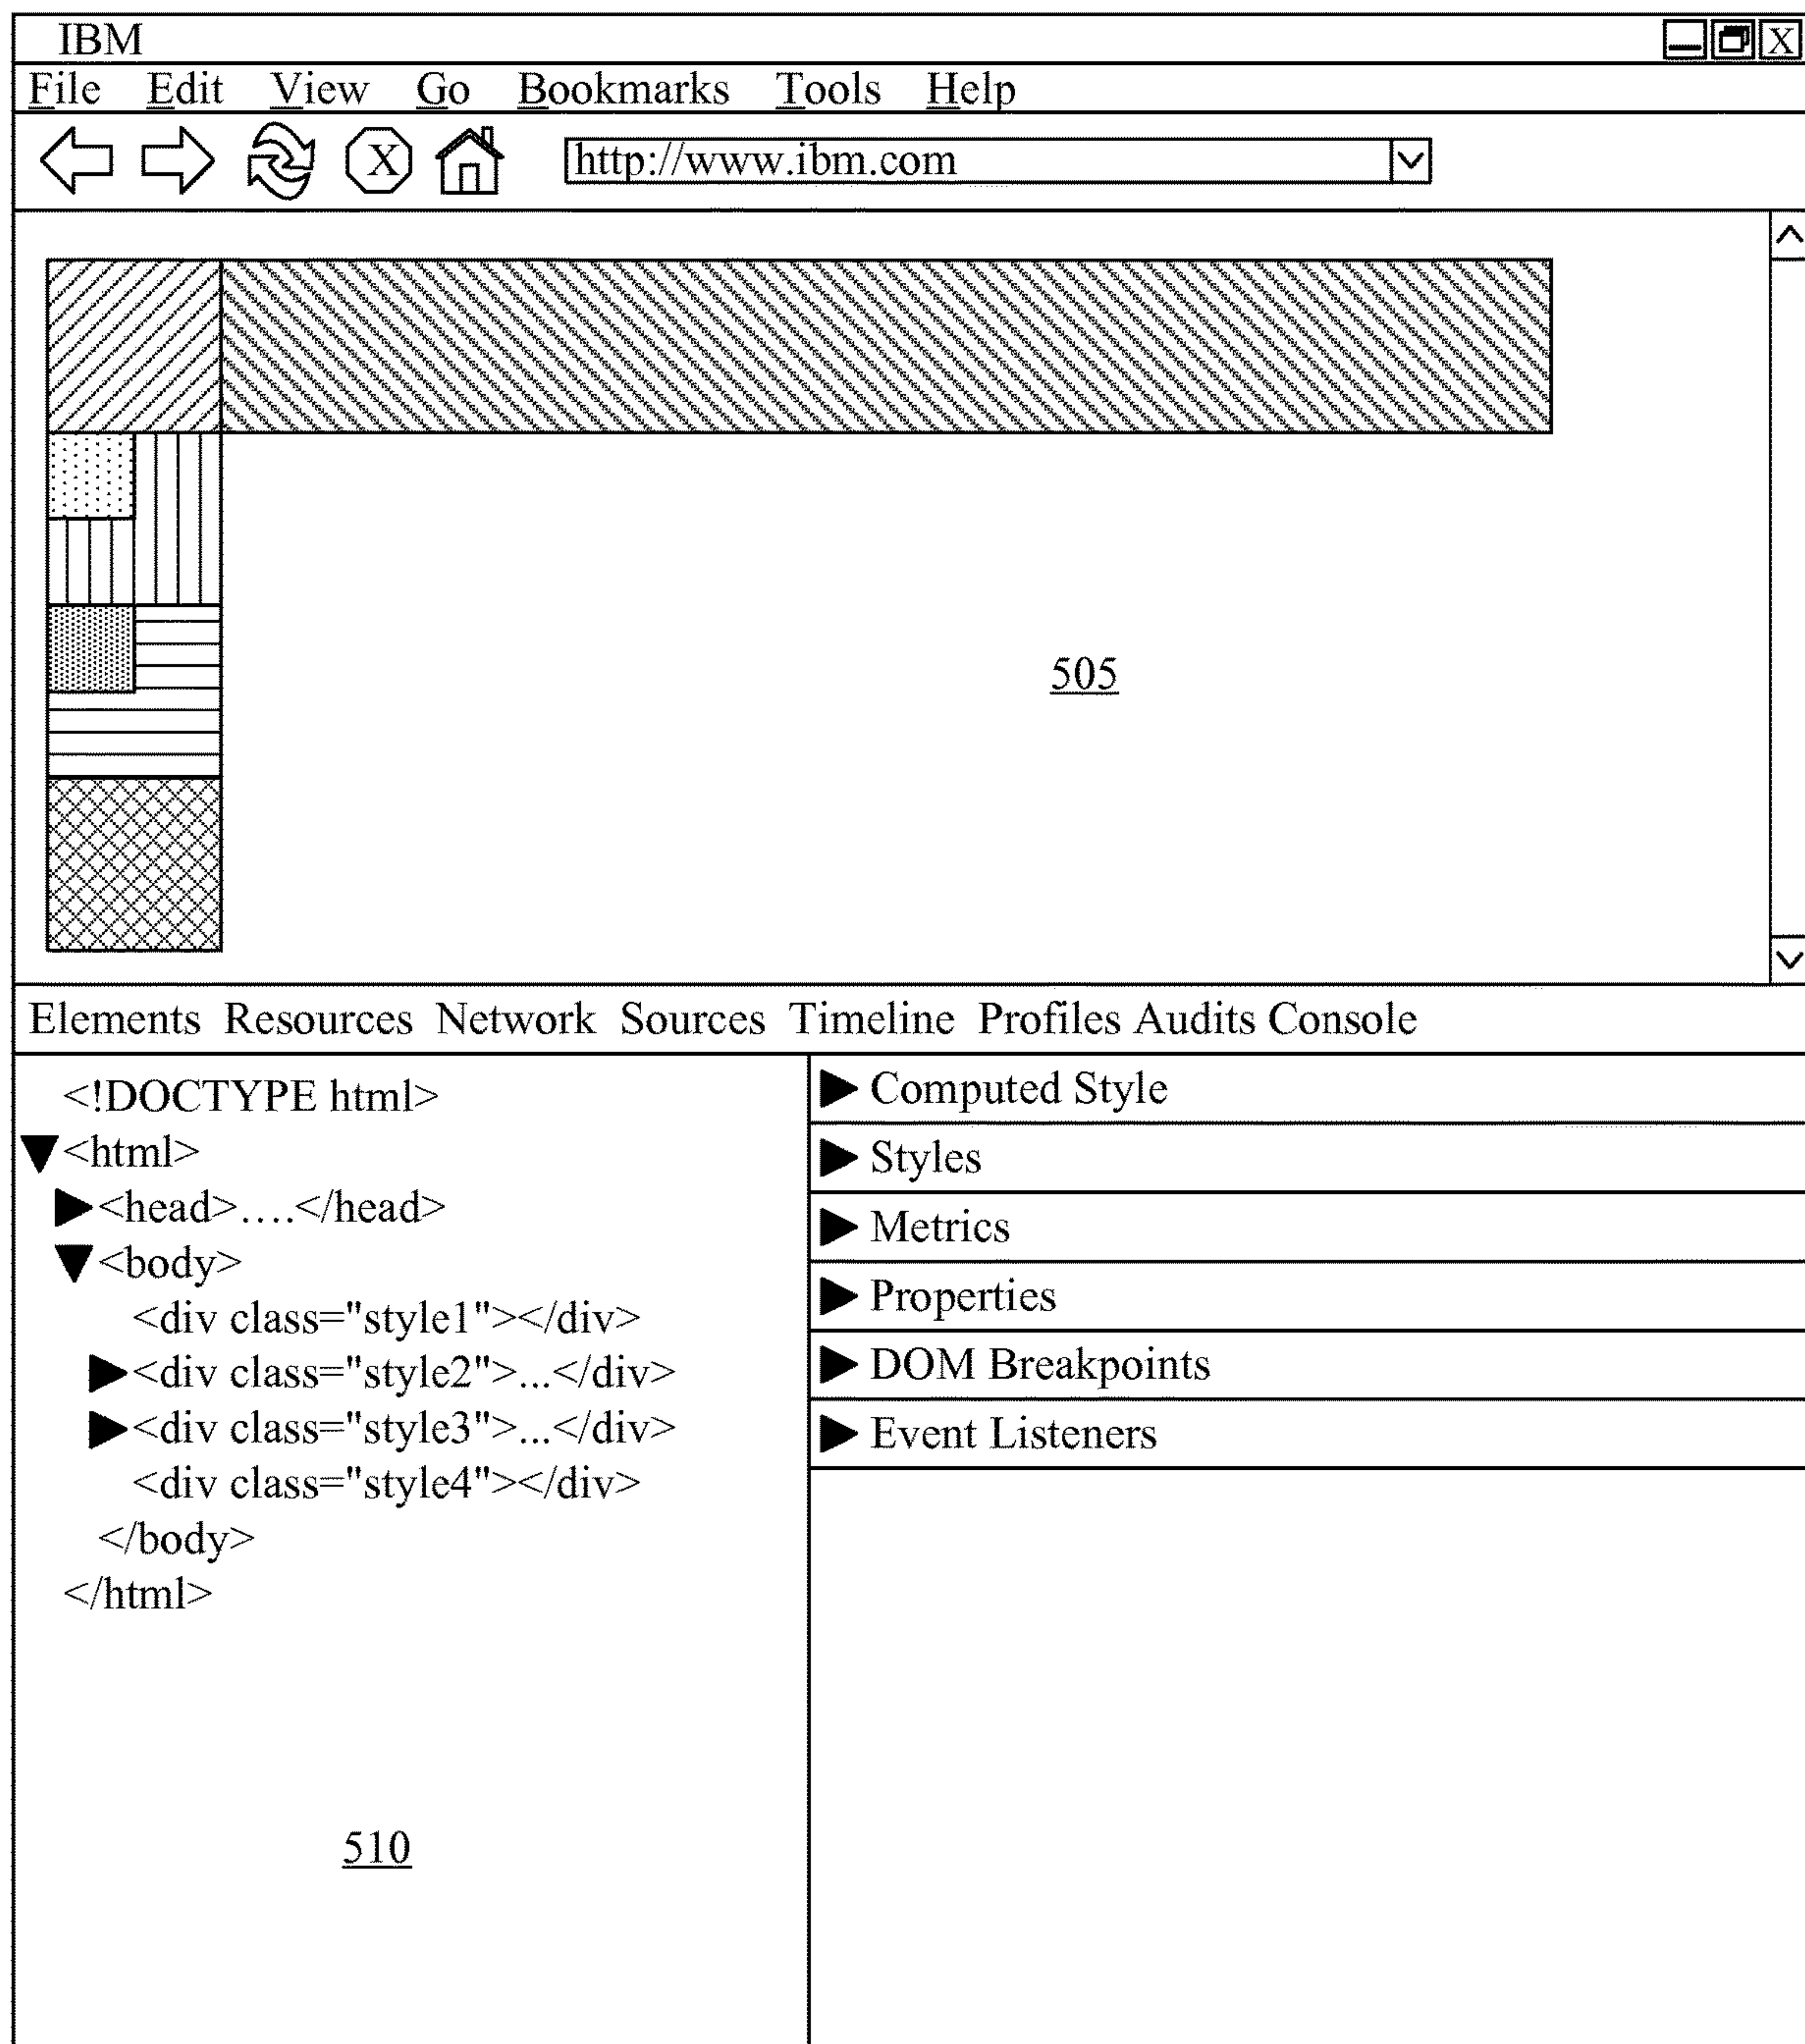 IBM X
File Edit View Go Bookmarks Tools Help
X http://www.ibm.com
505
Elements Resources Network Sources Timeline Profiles Audits Console
<!DOCTYPE html>
<html>
<head>....</head>
<body>
<div class="style1"></div>
<div class="style2">...</div>
<div class="style3">...</div>
<div class="style4"></div>
</body>
</html>
510
Computed Style
Styles
Metrics
Properties
DOM Breakpoints
Event Listeners